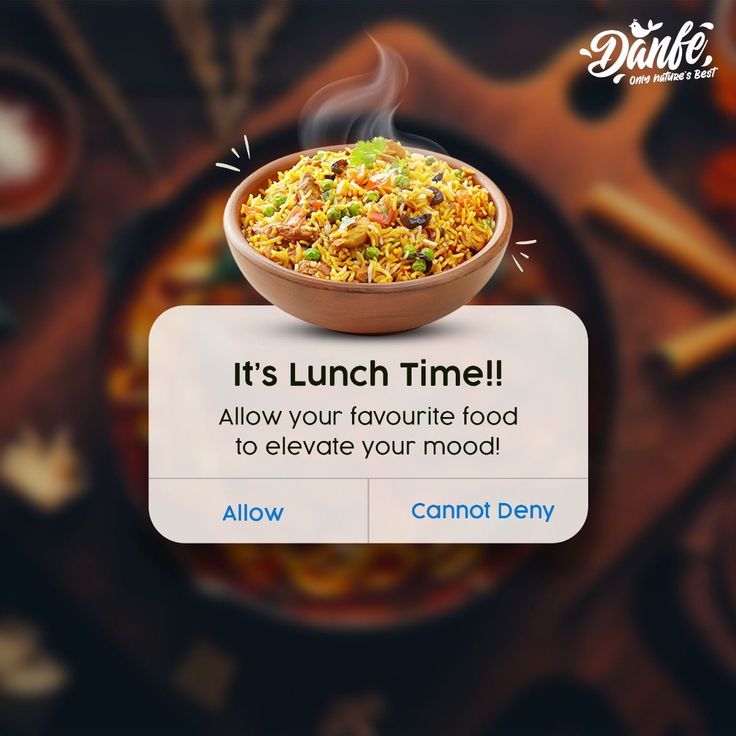 Danfe
Only Nature's Best
It's Lunch Time!!
Allow your favourite food
to elevate your mood!
Allow
Cannot Deny